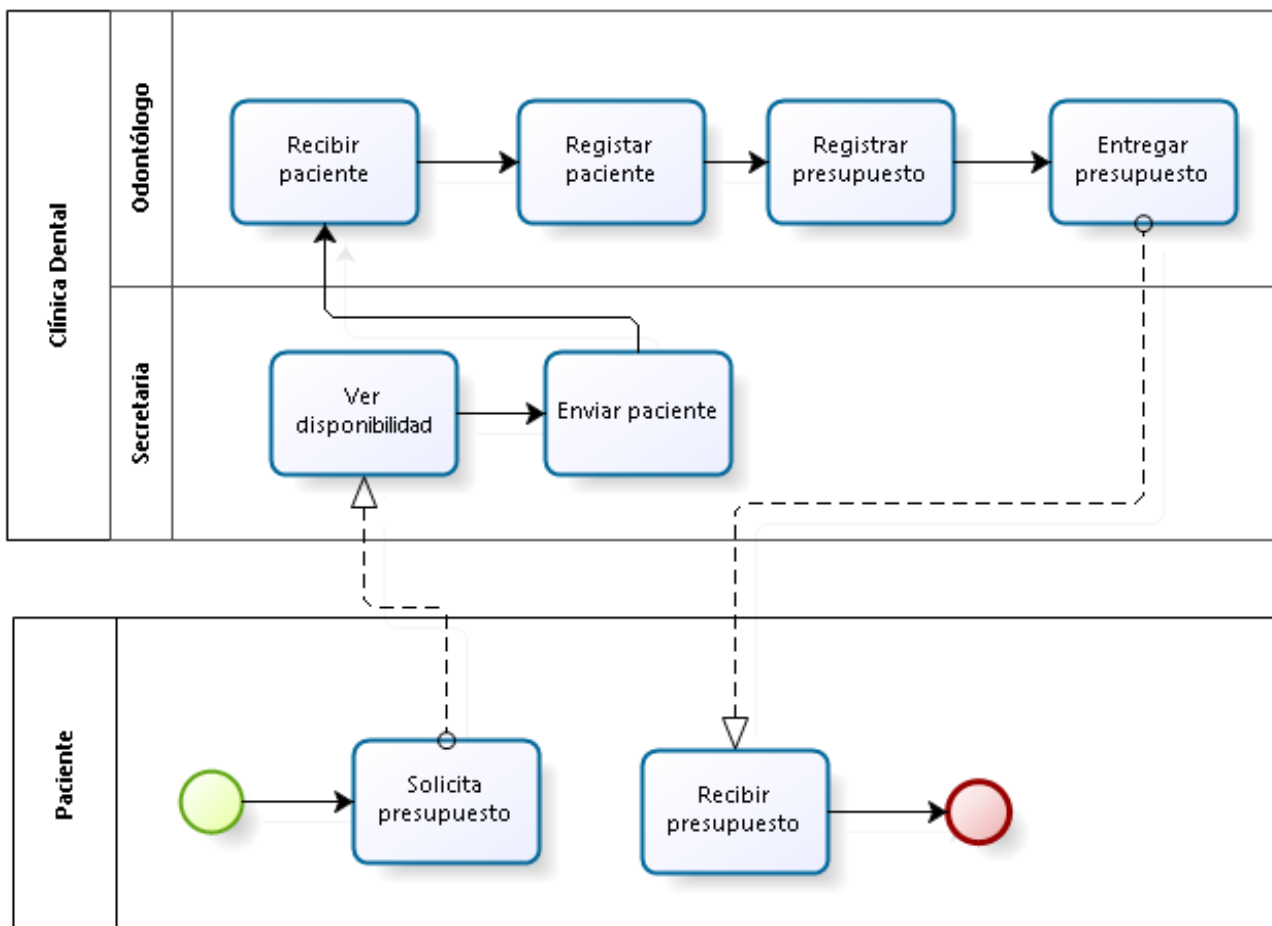 Clínica Dental
Odontólogo
Recibir
paciente
Registar
paciente
Registrar
presupuesto
Entregar
presupuesto
Secretaria
Ver
disponibilidad
Enviar paciente
Paciente
Solicita
presupuesto
Recibir
presupuesto